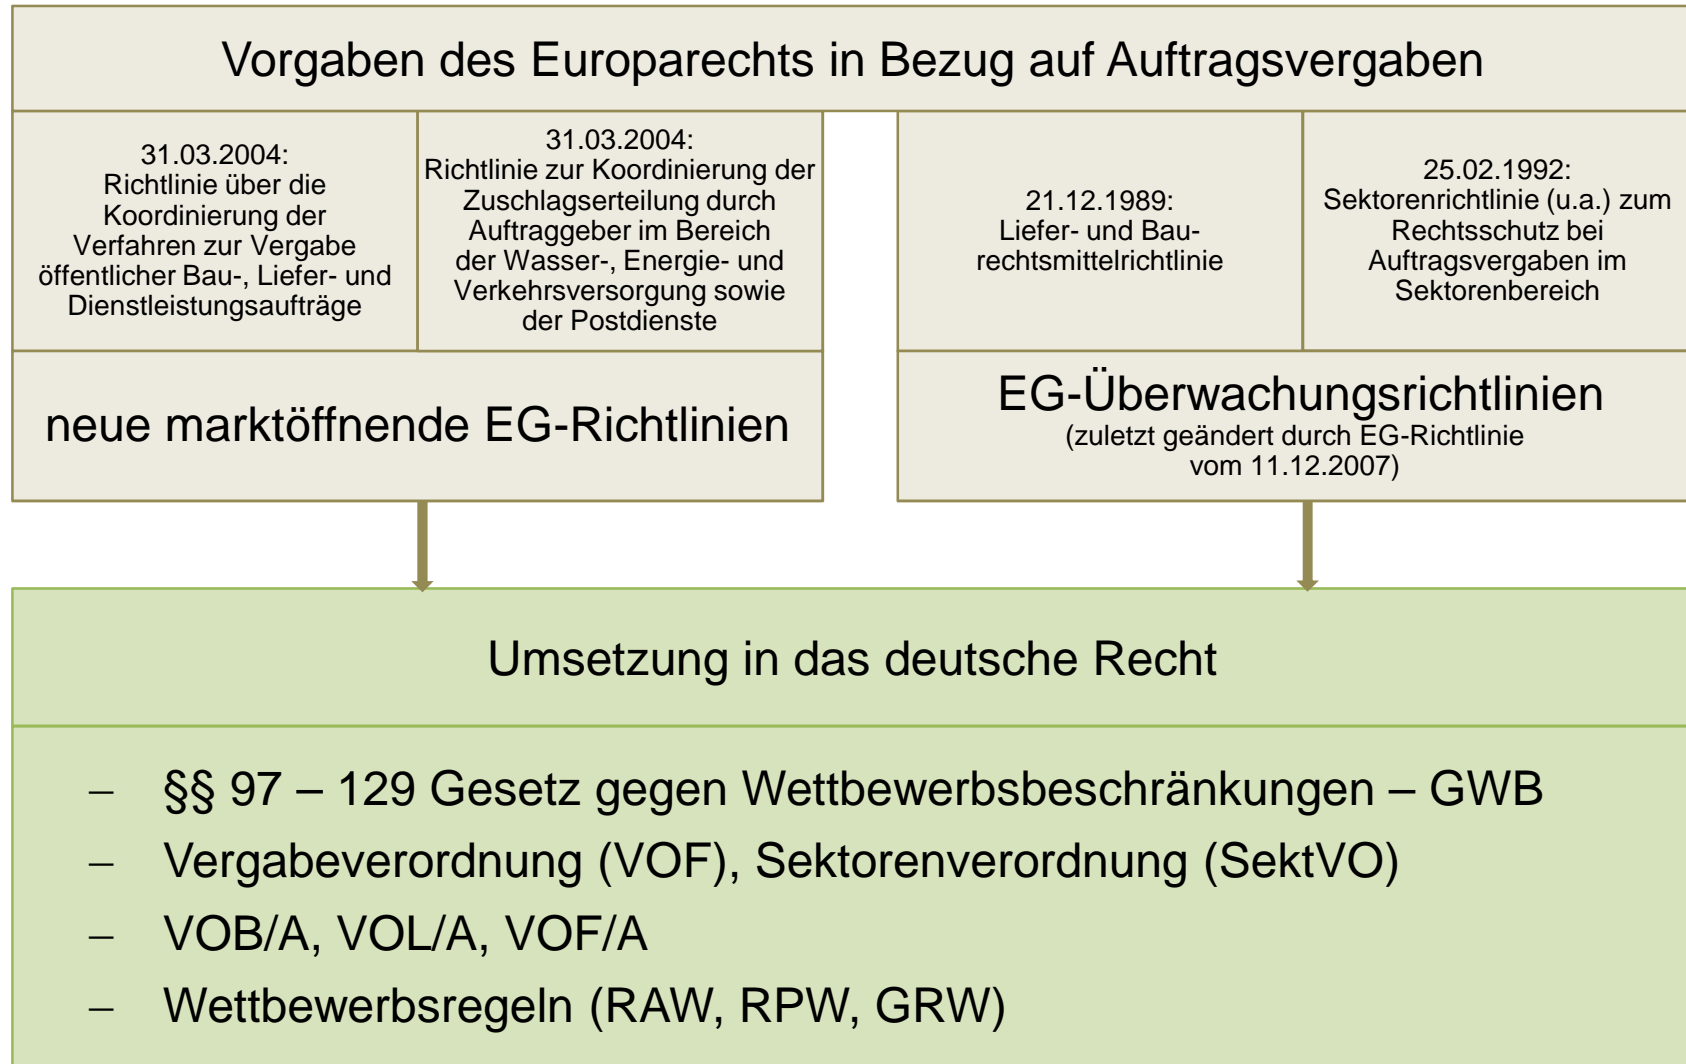 Vorgaben des Europarechts in Bezug auf Auftragsvergaben
31.03.2004:
Richtlinie über die
Koordinierung der
Verfahren zur Vergabe
öffentlicher Bau-, Liefer- und
Dienstleistungsaufträge
31.03.2004:
Richtlinie zur Koordinierung der
Zuschlagserteilung durch
Auftraggeber im Bereich
der Wasser-, Energie- und
Verkehrsversorgung sowie
der Postdienste
neue marktöffnende EG-Richtlinien
21.12.1989:
Liefer- und Bau-
rechtsmittelrichtlinie
25.02.1992:
Sektorenrichtlinie (u.a.) zum
Rechtsschutz bei
Auftragsvergaben im
Sektorenbereich
EG-Überwachungsrichtlinien
(zuletzt geändert durch EG-Richtlinie
vom 11.12.2007)
Umsetzung in das deutsche Recht
– §§ 97 – 129 Gesetz gegen Wettbewerbsbeschränkungen – GWB
– Vergabeverordnung (VOF), Sektorenverordnung (SektVO)
– VOB/A, VOL/A, VOF/A
– Wettbewerbsregeln (RAW, RPW, GRW)